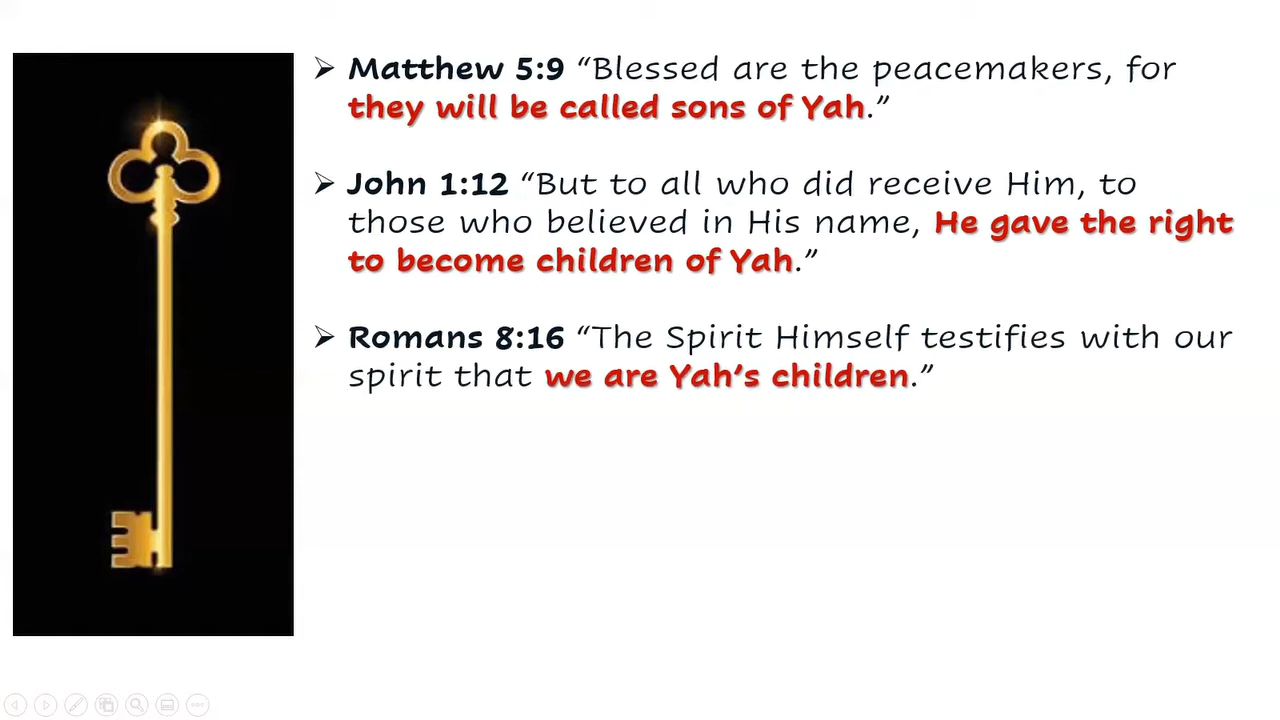 ➢ Matthew 5:9 “Blessed are the peacemakers, for
they will be called sons of Yah.”
➢ John 1:12 “But to all who did receive Him, to
those who believed in His name, He gave the right
to become children of Yah.”
➢ Romans 8:16 “The Spirit Himself testifies with our
spirit that we are Yah’s children.”